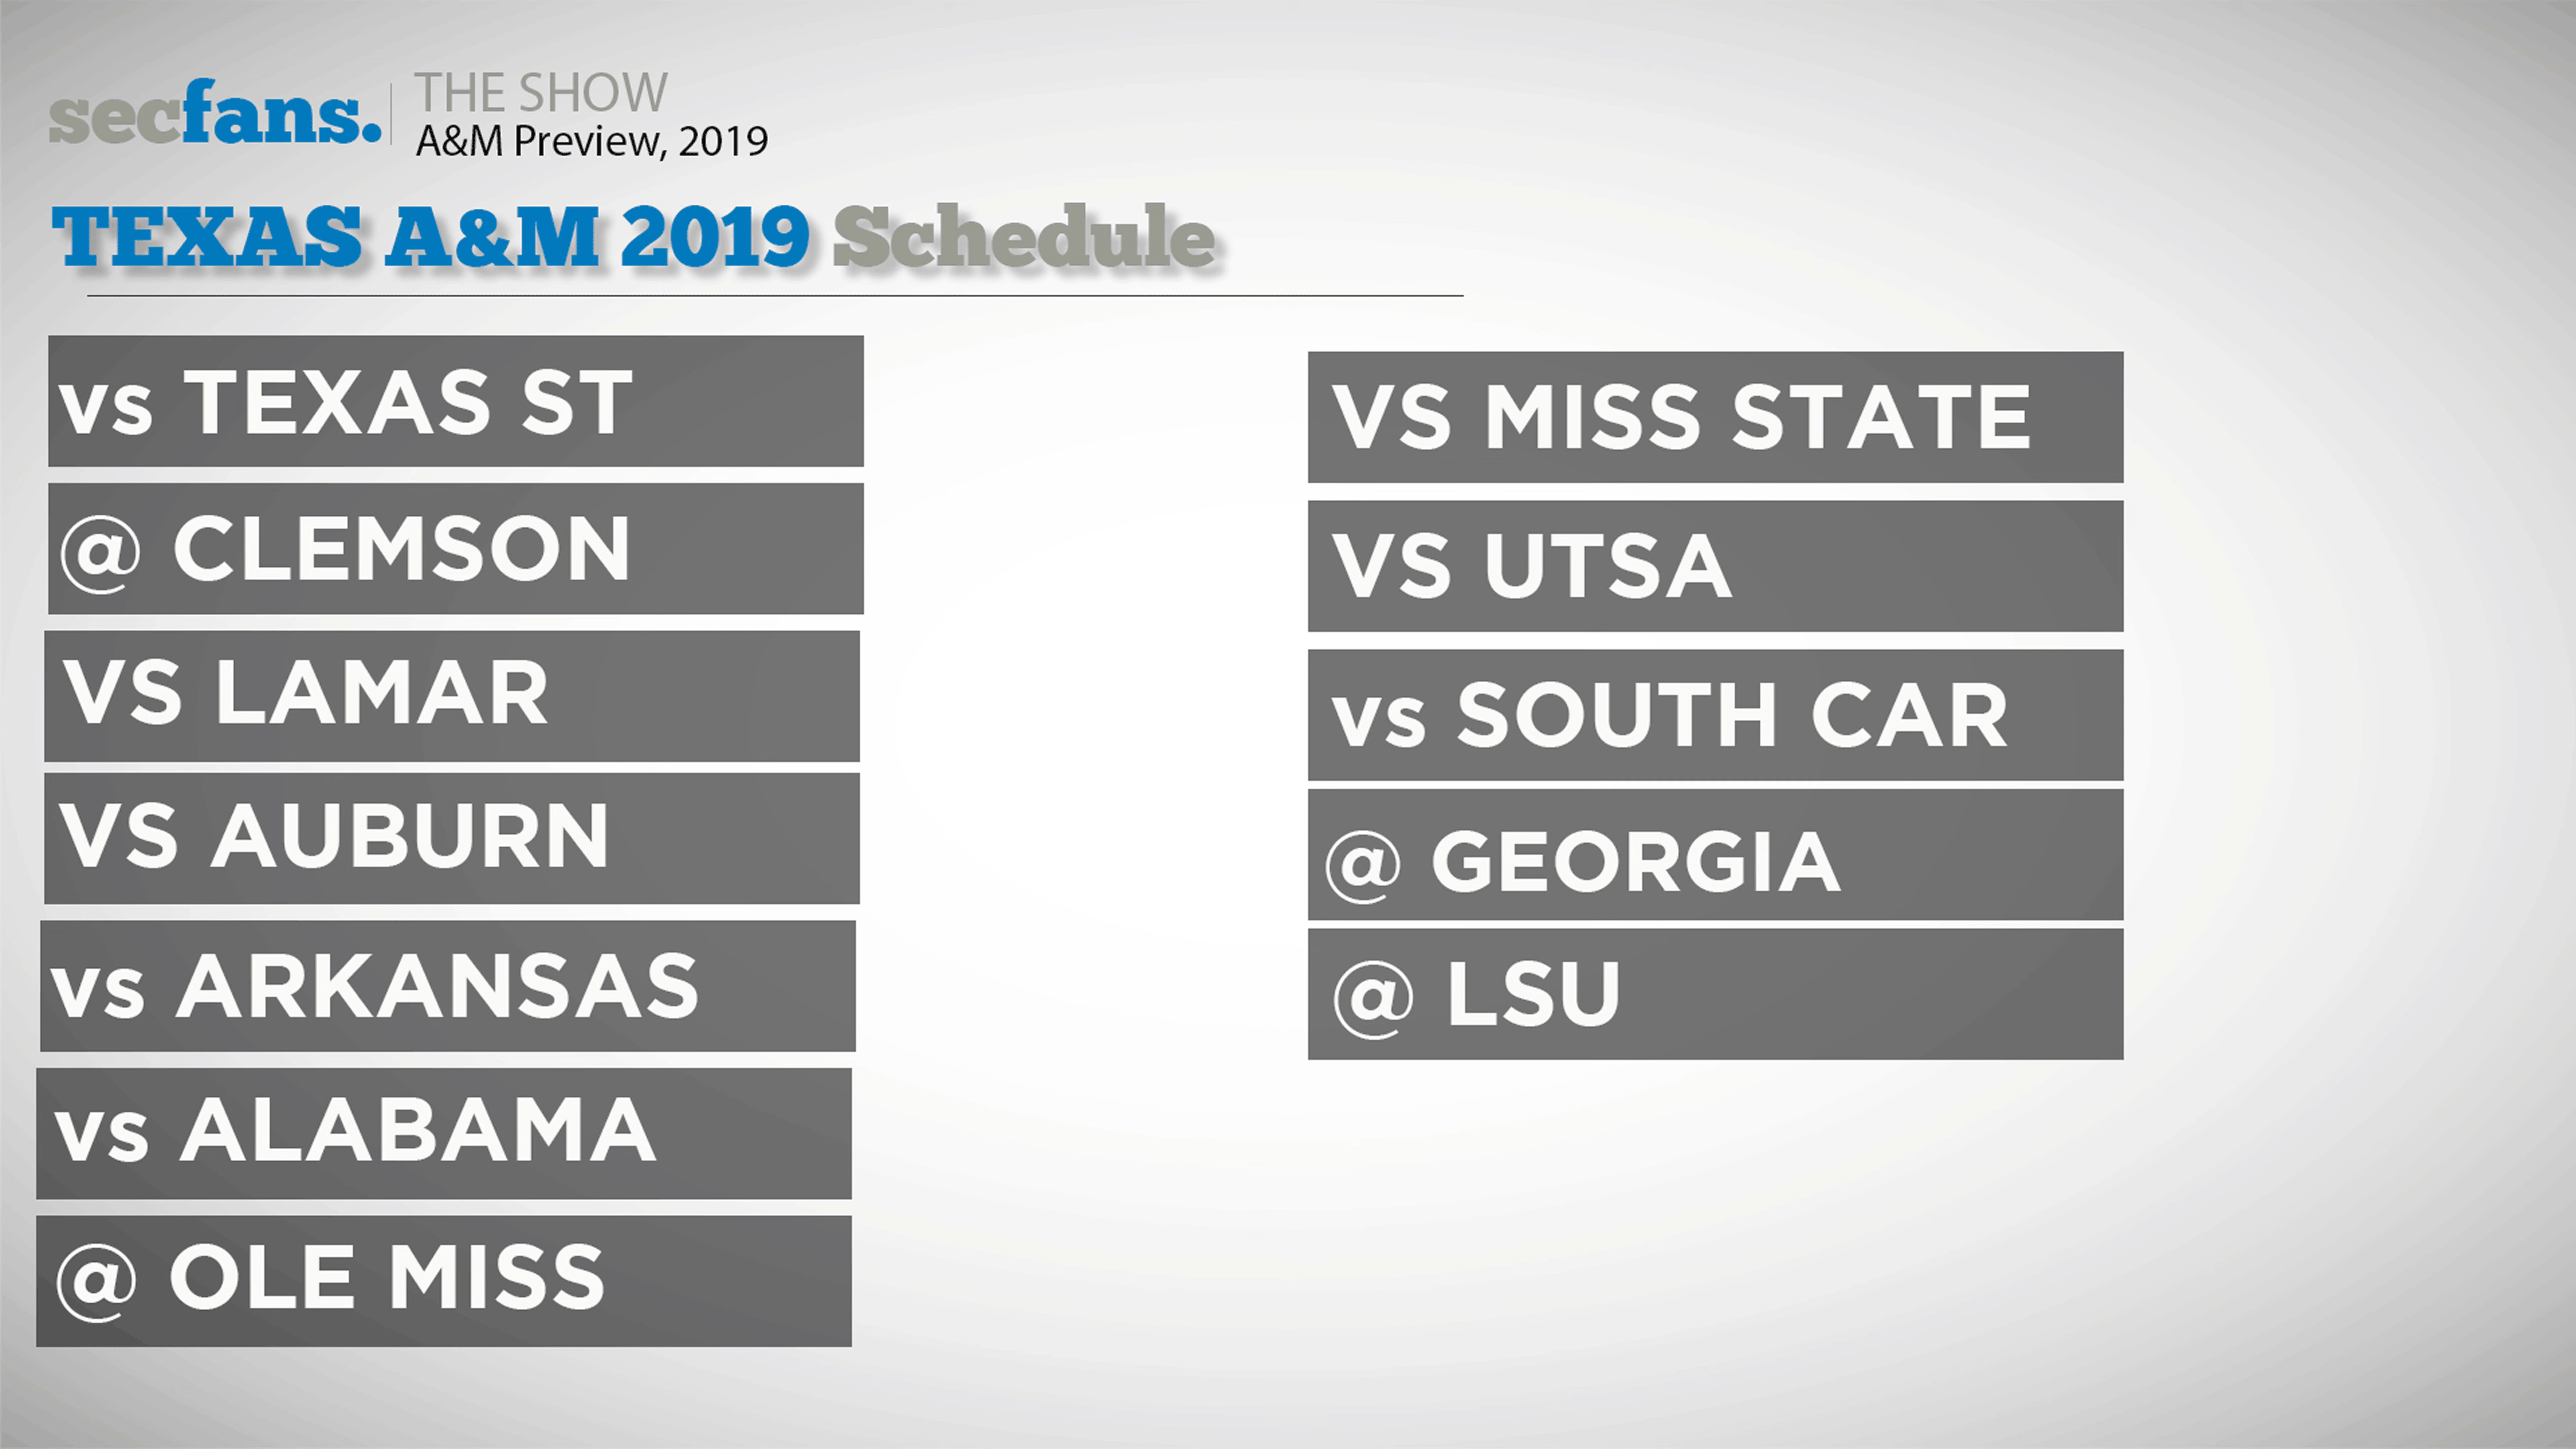 secfans.
THE SHOW
A&M Preview, 2019
TEXAS A&M 2019 Schedule
vs TEXAS ST
@ CLEMSON
VS LAMAR
VS AUBURN
vs ARKANSAS
vs ALABAMA
@ OLE MISS
VS MISS STATE
VS UTSA
vs SOUTH CAR
@ GEORGIA
@ LSU